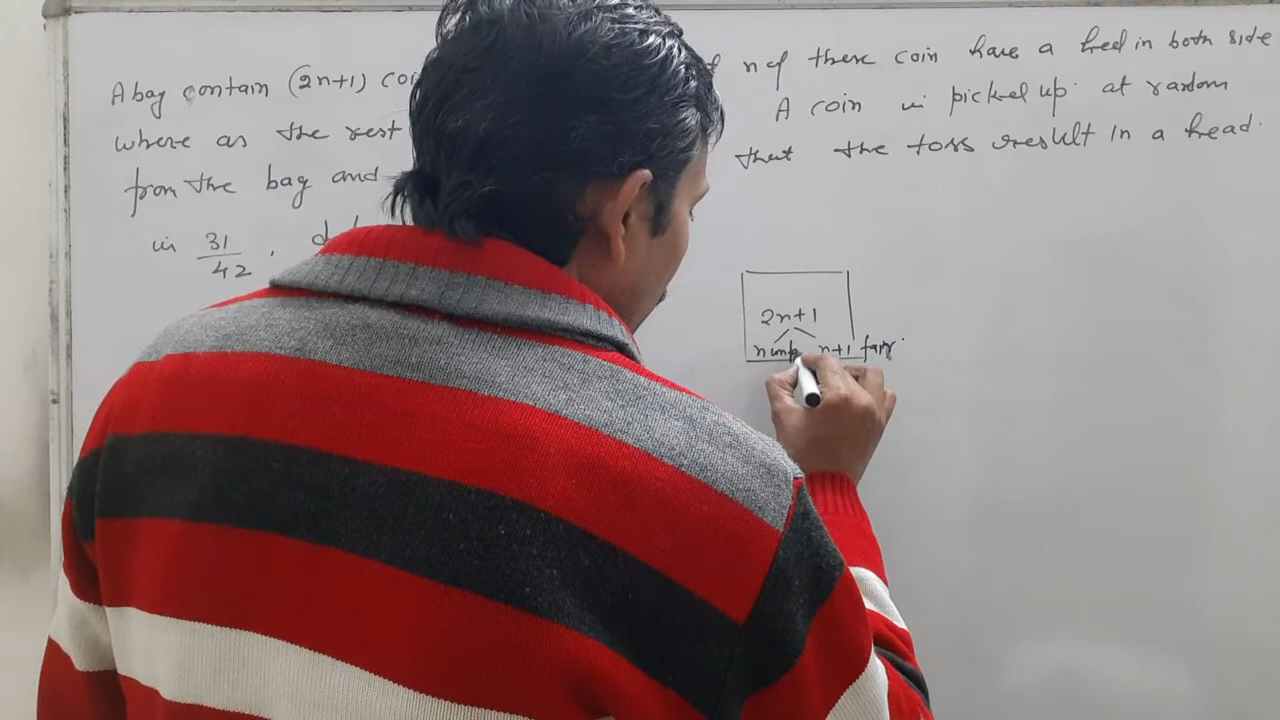 A bag contain (2n+1) n of these coin have a head in both side
where as the rest A coin is picked up at random
from the bag and that the toss result in a head.
is 31/42,
2n+1
n unf n+1 fair.